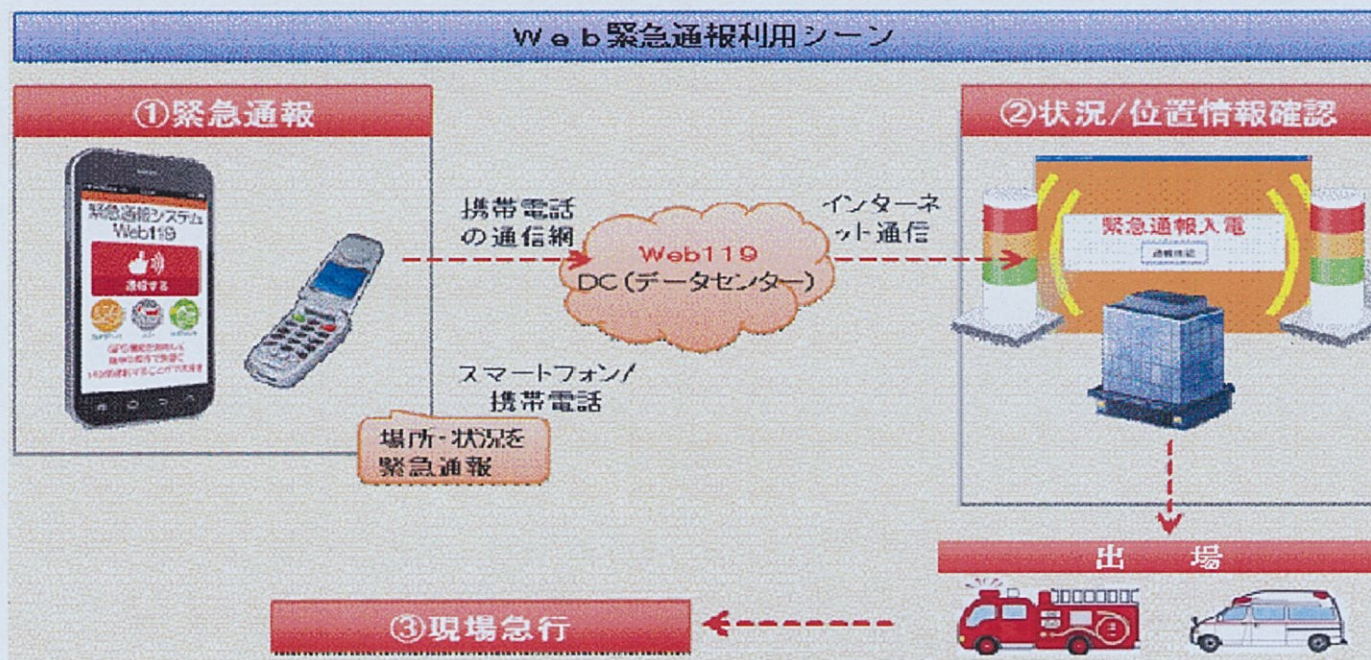 Ｗｅｂ緊急通報利用シーン
①緊急通報
緊急通報システム
Web119
通報する
携帯電話
の通信網
Web119
DC(データセンター)
インターネ
ット通信
スマートフォン/
携帯電話
場所・状況を
緊急通報
②状況/位置情報確認
緊急通報入電
出　場
③現場急行